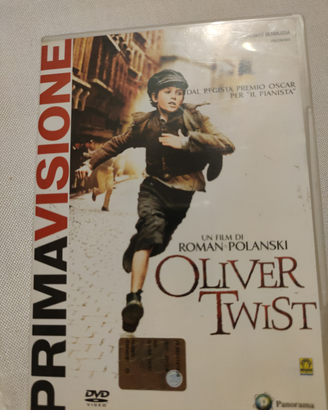 PRIMAVISIONE
DAL REGISTA PREMIO OSCAR
PER "IL PIANISTA"
UN FILM DI
ROMAN POLANSKI
OLIVER
TWIST
DVD
VIDEO
Panorama